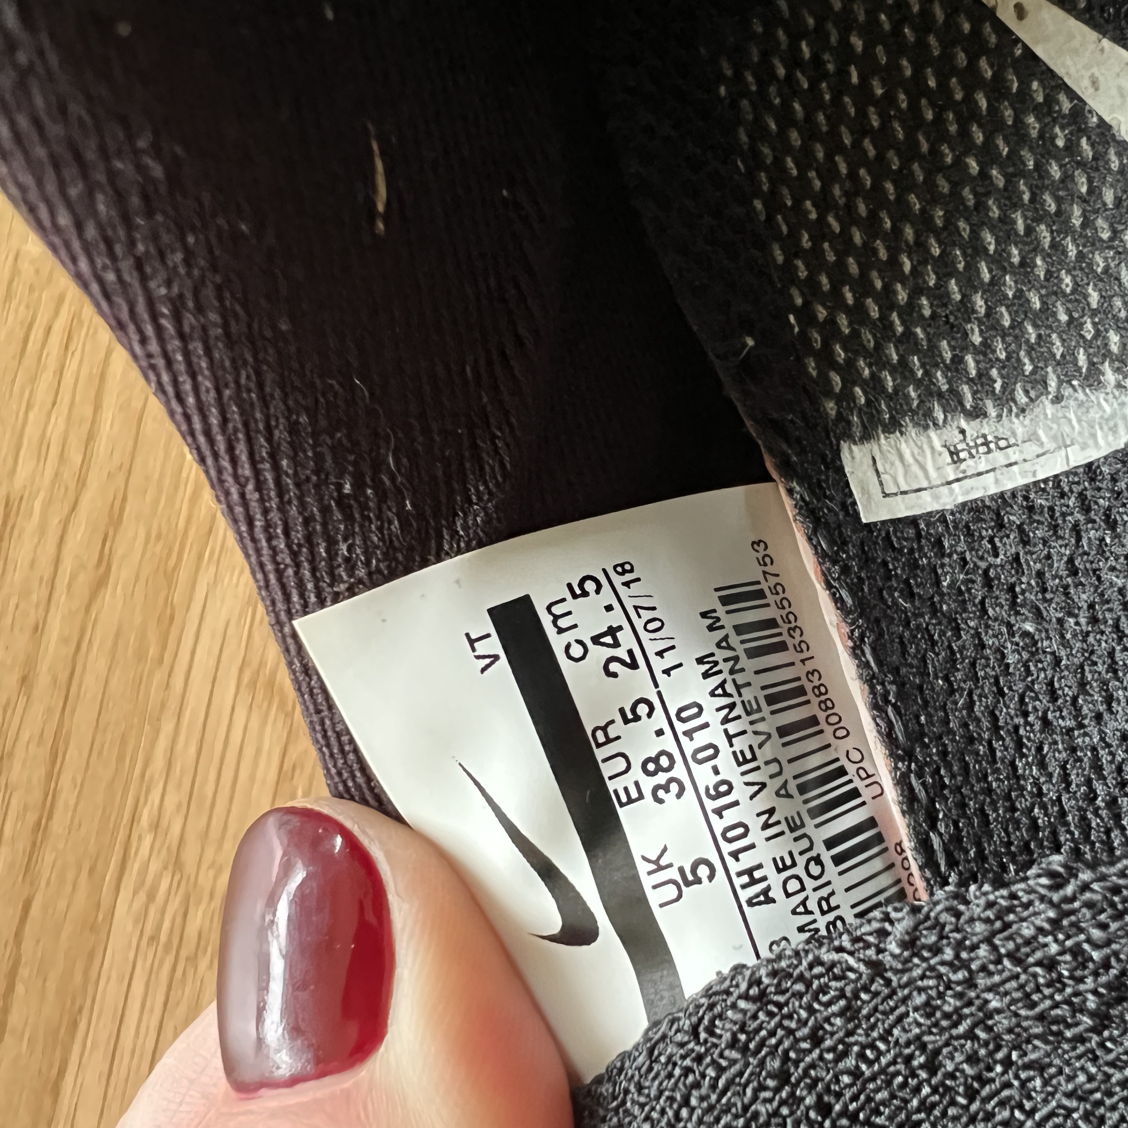 VT
UK EUR cm
5 38.5 24.5
11/07/18
AH1016-010
MADE IN VIETNAM
BRIQUE AU VIETNAM
UPC 00883153555753